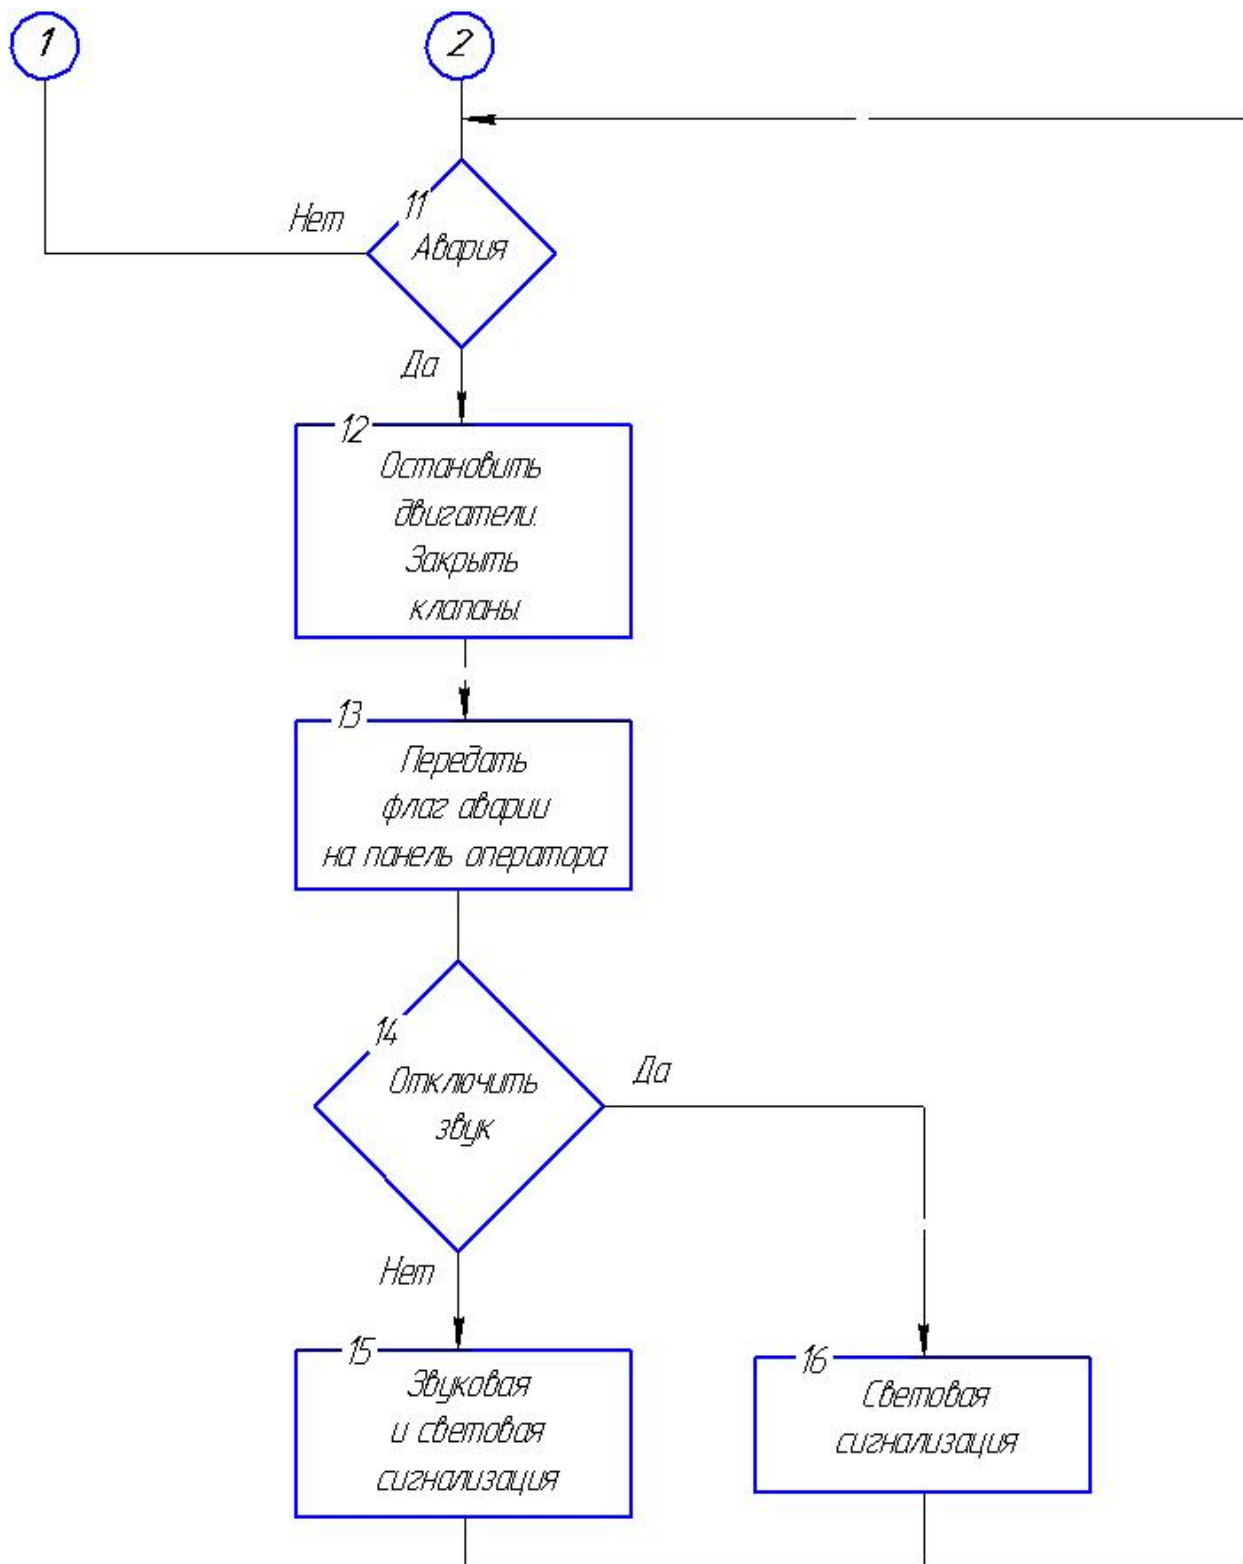 1
2
11
Нет
Авария
Да
12
Остановить
двигатели.
Закрыть
клапаны.
13
Передать
флаг аварии
на панель оператора
14
Отключить
звук
Да
Нет
15
Звуковая
и световая
сигнализация
16
Световая
сигнализация